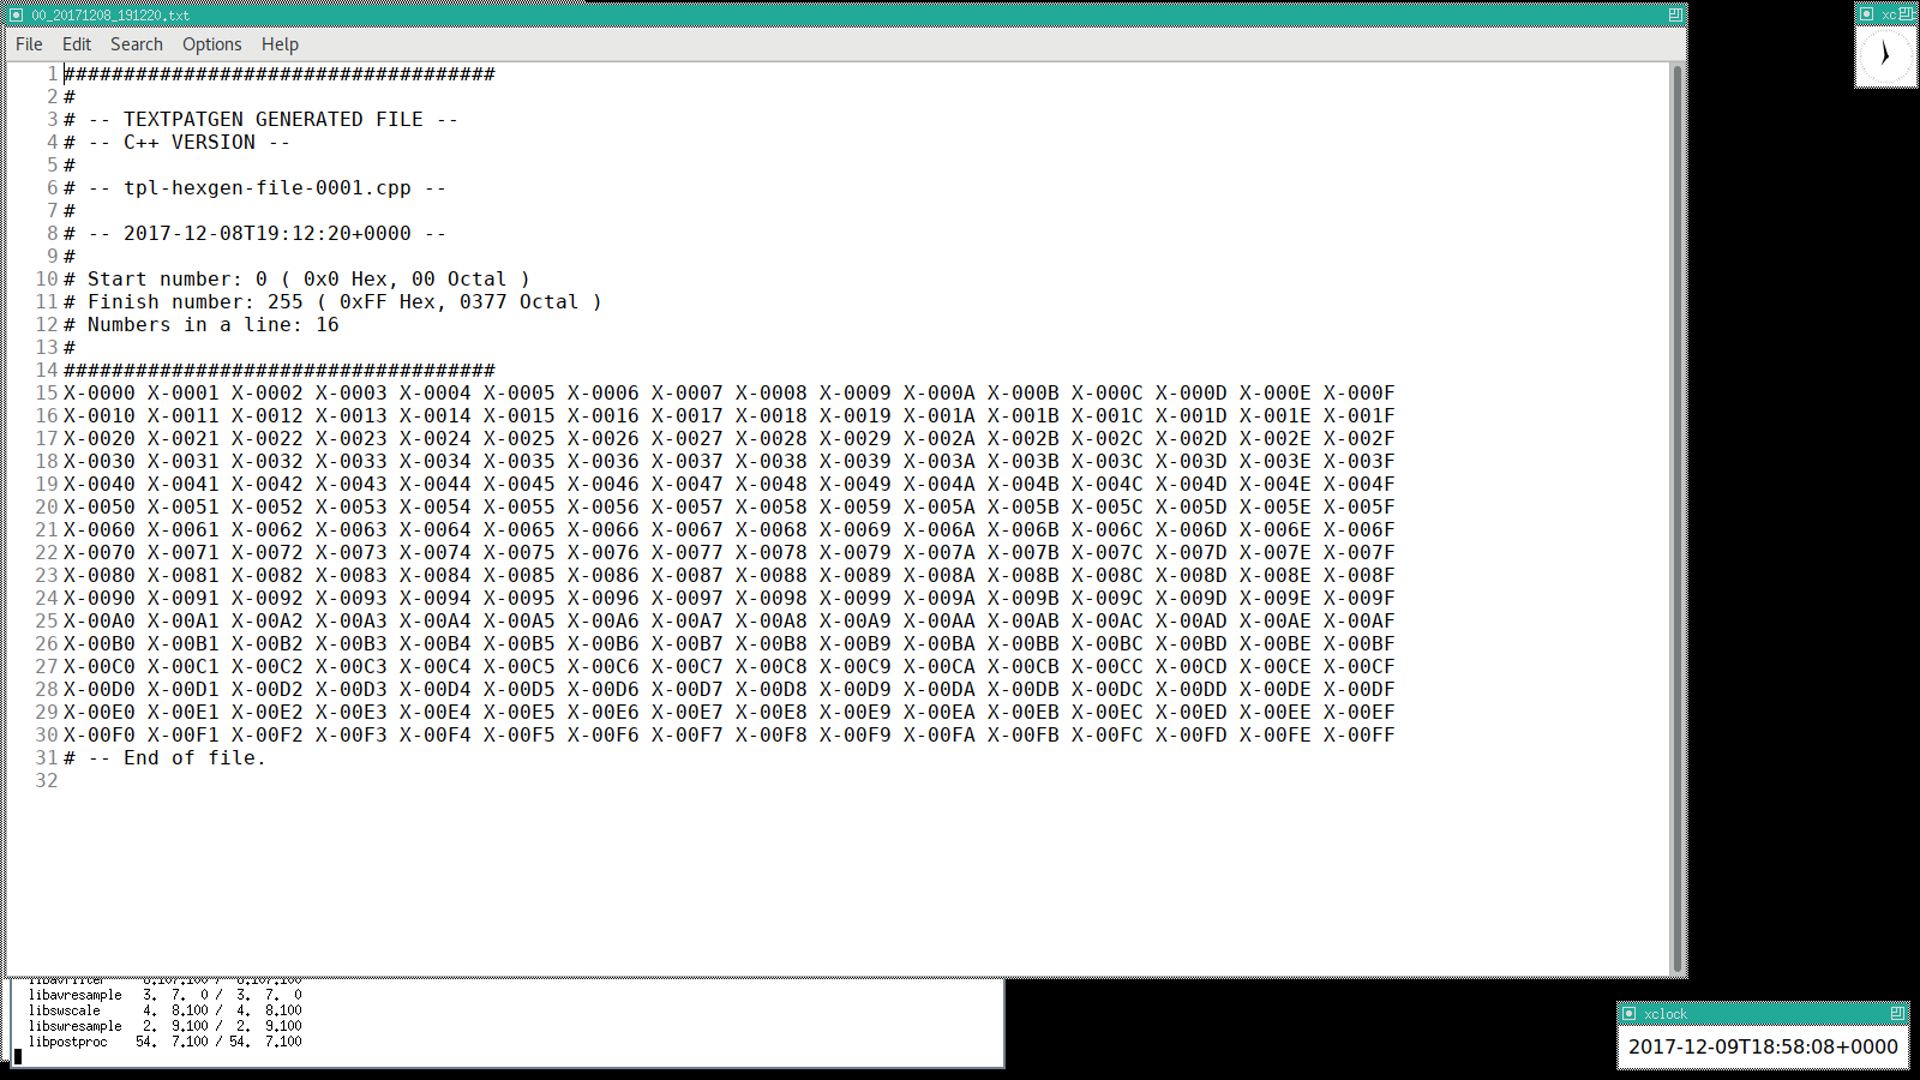 00_20171208_191220.txt
File Edit Search Options Help
1 ####################################
2 #
3 # -- TEXTPATGEN GENERATED FILE --
4 # -- C++ VERSION --
5 #
6 # -- tpl-hexgen-file-0001.cpp --
7 #
8 # -- 2017-12-08T19:12:20+0000 --
9 #
10 # Start number: 0 ( 0x0 Hex, 00 Octal )
11 # Finish number: 255 ( 0xFF Hex, 0377 Octal )
12 # Numbers in a line: 16
13 #
14 ####################################
15 X-0000 X-0001 X-0002 X-0003 X-0004 X-0005 X-0006 X-0007 X-0008 X-0009 X-000A X-000B X-000C X-000D X-000E X-000F
16 X-0010 X-0011 X-0012 X-0013 X-0014 X-0015 X-0016 X-0017 X-0018 X-0019 X-001A X-001B X-001C X-001D X-001E X-001F
17 X-0020 X-0021 X-0022 X-0023 X-0024 X-0025 X-0026 X-0027 X-0028 X-0029 X-002A X-002B X-002C X-002D X-002E X-002F
18 X-0030 X-0031 X-0032 X-0033 X-0034 X-0035 X-0036 X-0037 X-0038 X-0039 X-003A X-003B X-003C X-003D X-003E X-003F
19 X-0040 X-0041 X-0042 X-0043 X-0044 X-0045 X-0046 X-0047 X-0048 X-0049 X-004A X-004B X-004C X-004D X-004E X-004F
20 X-0050 X-0051 X-0052 X-0053 X-0054 X-0055 X-0056 X-0057 X-0058 X-0059 X-005A X-005B X-005C X-005D X-005E X-005F
21 X-0060 X-0061 X-0062 X-0063 X-0064 X-0065 X-0066 X-0067 X-0068 X-0069 X-006A X-006B X-006C X-006D X-006E X-006F
22 X-0070 X-0071 X-0072 X-0073 X-0074 X-0075 X-0076 X-0077 X-0078 X-0079 X-007A X-007B X-007C X-007D X-007E X-007F
23 X-0080 X-0081 X-0082 X-0083 X-0084 X-0085 X-0086 X-0087 X-0088 X-0089 X-008A X-008B X-008C X-008D X-008E X-008F
24 X-0090 X-0091 X-0092 X-0093 X-0094 X-0095 X-0096 X-0097 X-0098 X-0099 X-009A X-009B X-009C X-009D X-009E X-009F
25 X-00A0 X-00A1 X-00A2 X-00A3 X-00A4 X-00A5 X-00A6 X-00A7 X-00A8 X-00A9 X-00AA X-00AB X-00AC X-00AD X-00AE X-00AF
26 X-00B0 X-00B1 X-00B2 X-00B3 X-00B4 X-00B5 X-00B6 X-00B7 X-00B8 X-00B9 X-00BA X-00BB X-00BC X-00BD X-00BE X-00BF
27 X-00C0 X-00C1 X-00C2 X-00C3 X-00C4 X-00C5 X-00C6 X-00C7 X-00C8 X-00C9 X-00CA X-00CB X-00CC X-00CD X-00CE X-00CF
28 X-00D0 X-00D1 X-00D2 X-00D3 X-00D4 X-00D5 X-00D6 X-00D7 X-00D8 X-00D9 X-00DA X-00DB X-00DC X-00DD X-00DE X-00DF
29 X-00E0 X-00E1 X-00E2 X-00E3 X-00E4 X-00E5 X-00E6 X-00E7 X-00E8 X-00E9 X-00EA X-00EB X-00EC X-00ED X-00EE X-00EF
30 X-00F0 X-00F1 X-00F2 X-00F3 X-00F4 X-00F5 X-00F6 X-00F7 X-00F8 X-00F9 X-00FA X-00FB X-00FC X-00FD X-00FE X-00FF
31 # -- End of file.
32
libavresample 3. 7. 0 / 3. 7. 0
libswscale 4. 8.100 / 4. 8.100
libswresample 2. 9.100 / 2. 9.100
libpostproc 54. 7.100 / 54. 7.100
xc
xclock
2017-12-09T18:58:08+0000